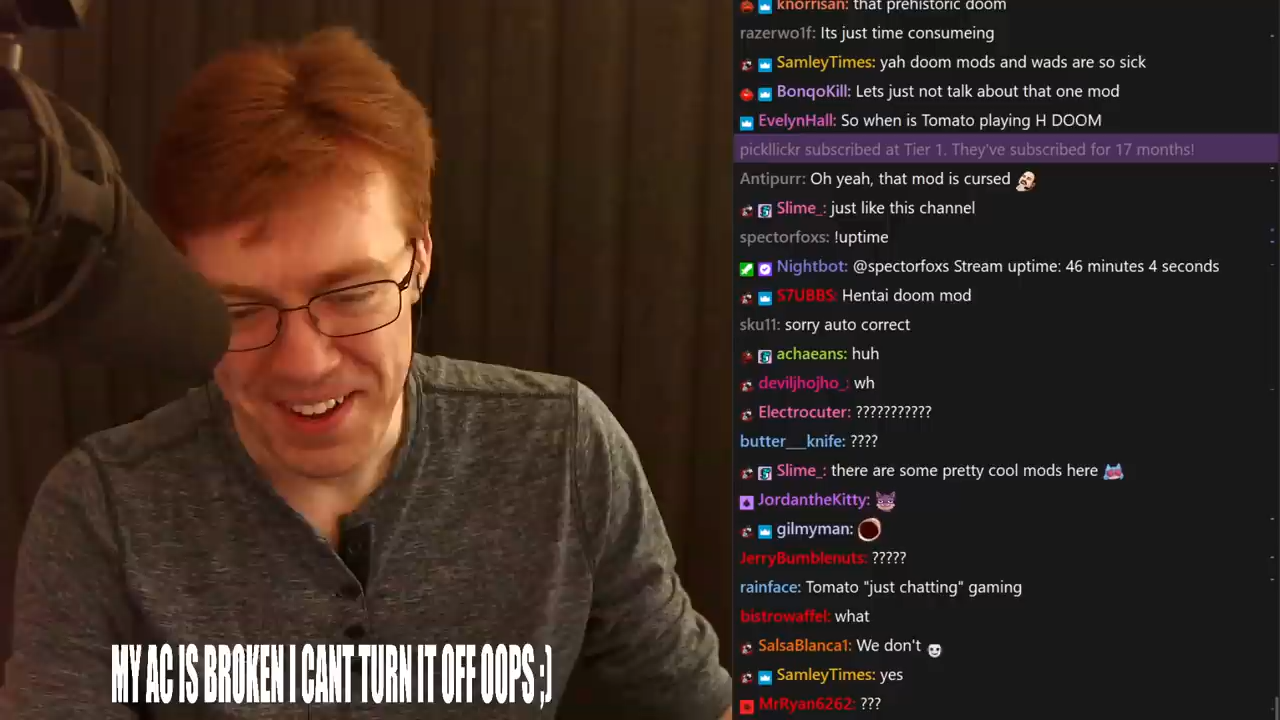 knorrisan: that prehistoric doom
razerwo1f: Its just time consumeing
SamleyTimes: yah doom mods and wads are so sick
BonqoKill: Lets just not talk about that one mod
EvelynHall: So when is Tomato playing H DOOM
pickllickr subscribed at Tier 1. They've subscribed for 17 months!
Antipurr: Oh yeah, that mod is cursed
Slime_: just like this channel
spectorfoxs: !uptime
Nightbot: @spectorfoxs Stream uptime: 46 minutes 4 seconds
S7UBBS: Hentai doom mod
sku11: sorry auto correct
achaeans: huh
deviljhojho_: wh
Electrocuter: ???????????
butter___knife: ????
Slime_: there are some pretty cool mods here
JordantheKitty:
gilmyman:
JerryBumblenuts: ?????
rainface: Tomato "just chatting" gaming
bistrowaffel: what
SalsaBlanca1: We don't
SamleyTimes: yes
MrRyan6262: ???
MY AC IS BROKEN I CANT TURN IT OFF OOPS ;)